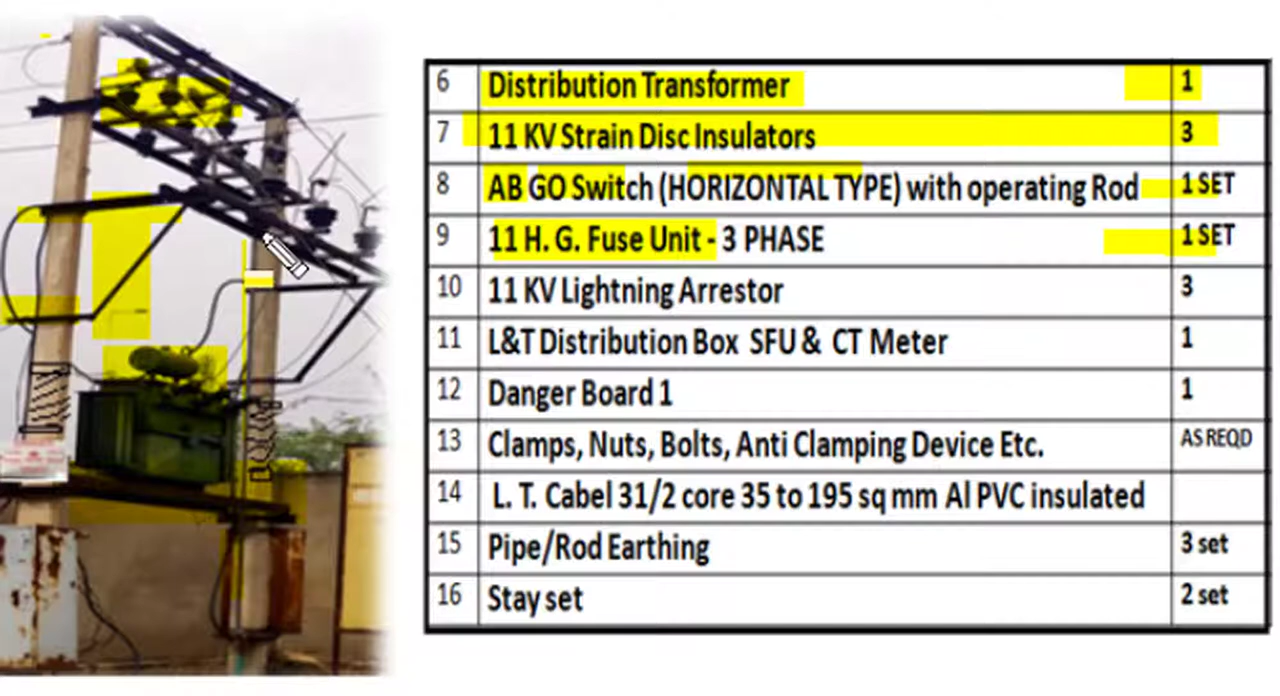 6 Distribution Transformer 1
7 11 KV Strain Disc Insulators 3
8 AB GO Switch (HORIZONTAL TYPE) with operating Rod 1 SET
9 11 H. G. Fuse Unit - 3 PHASE 1 SET
10 11 KV Lightning Arrestor 3
11 L&T Distribution Box SFU & CT Meter 1
12 Danger Board 1 1
13 Clamps, Nuts, Bolts, Anti Clamping Device Etc. AS REQD
14 L. T. Cabel 31/2 core 35 to 195 sq mm Al PVC insulated
15 Pipe/Rod Earthing 3 set
16 Stay set 2 set